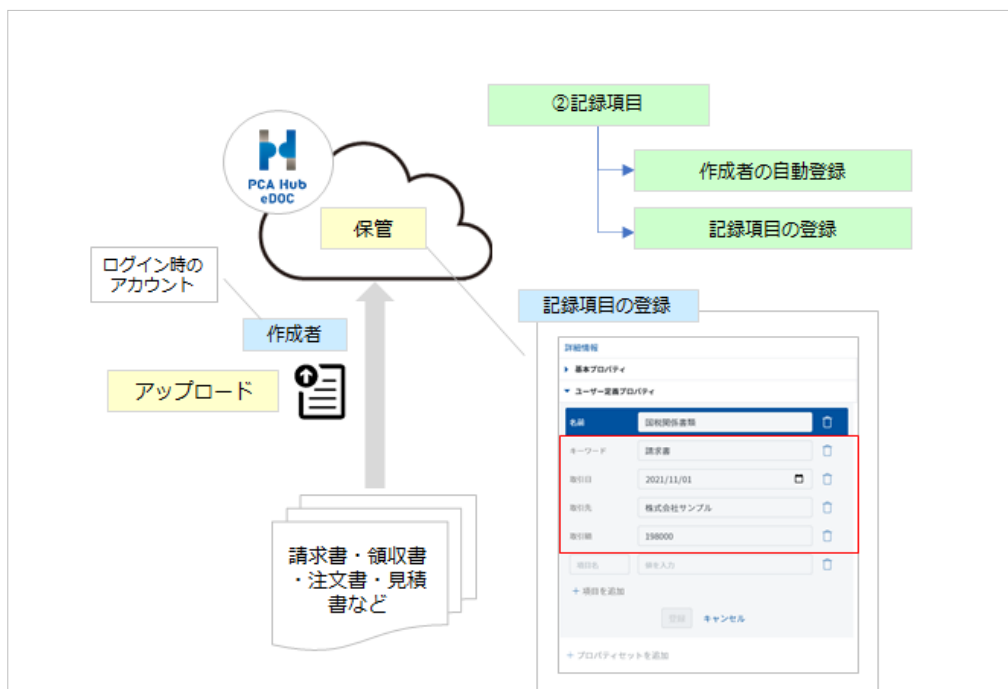 ②記録項目
作成者の自動登録
記録項目の登録
PCA Hub
eDOC
保管
ログイン時の
アカウント
作成者
アップロード
請求書・領収書
・注文書・見積
書など
記録項目の登録
詳細情報
基本プロパティ
ユーザー定義プロパティ
名前 国税関係書類
キーワード 請求書
取引日 2021/11/01
取引先 株式会社サンプル
取引額 198000
項目名 値を入力
+ 項目を追加
登録 キャンセル
+ プロパティセットを追加